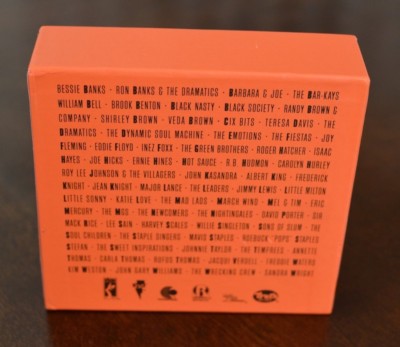 BESSIE BANKS · RON BANKS & THE DRAMATICS · BARBARA & JOE · THE BAR-KAYS
WILLIAM BELL · BROOK BENTON · BLACK NASTY · BLACK SOCIETY · RANDY BROWN &
COMPANY · SHIRLEY BROWN · VEDA BROWN · CIX BITS · TERESA DAVIS · THE
DRAMATICS · THE DYNAMIC SOUL MACHINE · THE EMOTIONS · THE FIESTAS · JOY
FLEMING · EDDIE FLOYD · INEZ FOXX · THE GREEN BROTHERS · ROGER HATCHER · ISAAC
HAYES · JOE HICKS · ERNIE HINES · HOT SAUCE · R.B. HUDMON · CAROLYN HURLEY
ROY LEE JOHNSON & THE VILLAGERS · JOHN KASANDRA · ALBERT KING · FREDERICK
KNIGHT · JEAN KNIGHT · MAJOR LANCE · THE LEADERS · JIMMY LEWIS · LITTLE MILTON
LITTLE SONNY · KATIE LOVE · THE MAD LADS · MARCH WIND · MEL & TIM · ERIC
MERCURY · THE MGS · THE NEWCOMERS · THE NIGHTINGALES · DAVID PORTER · SIR
MACK RICE · LEE SAIN · HARVEY SCALES · WILLIE SINGLETON · SONS OF SLUM · THE
SOUL CHILDREN · THE STAPLE SINGERS · MAVIS STAPLES · ROEBUCK "POPS" STAPLES
STEFAN · THE SWEET INSPIRATIONS · JOHNNIE TAYLOR · THE TEMPREES · ANNETTE
THOMAS · CARLA THOMAS · RUFUS THOMAS · JACQUI VERDELL · FREDDIE WATERS
KIM WESTON · JOHN GARY WILLIAMS · THE WRECKING CREW · SANDRA WRIGHT